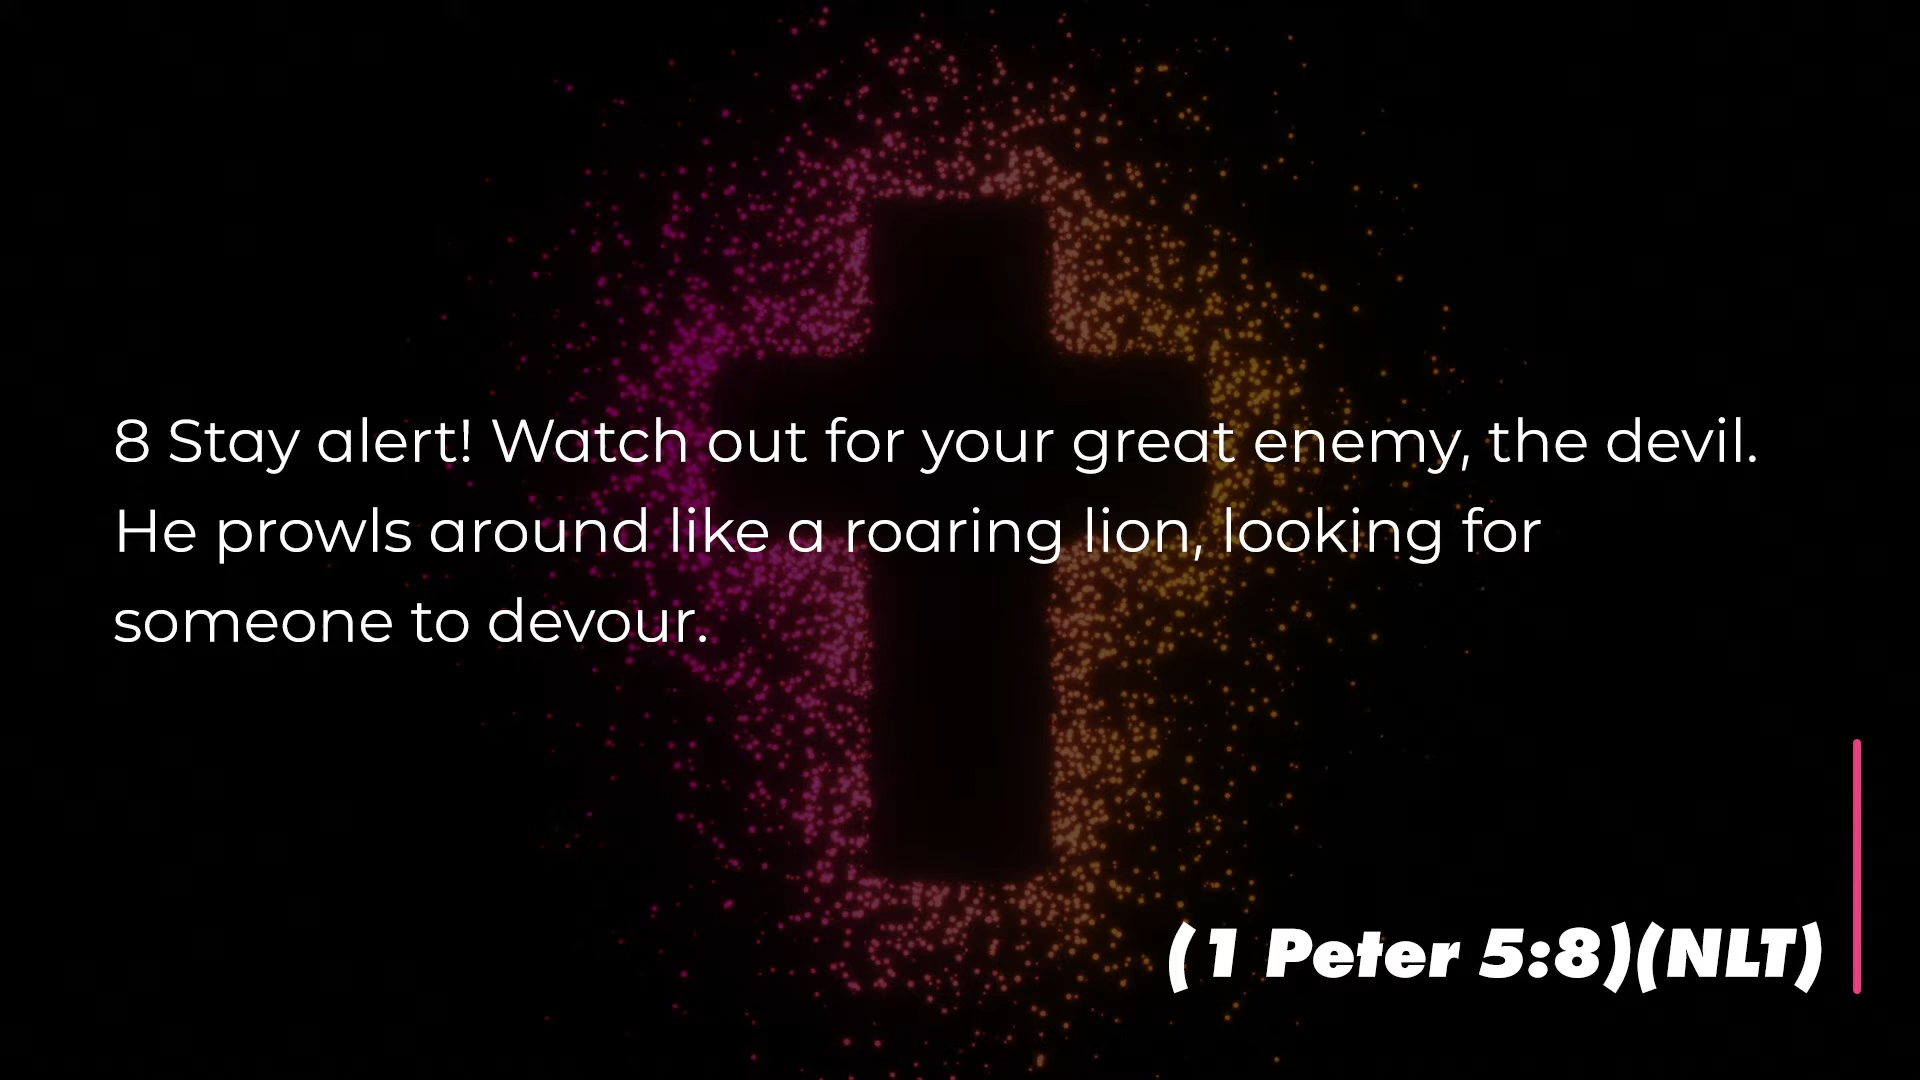 8 Stay alert! Watch out for your great enemy, the devil.
He prowls around like a roaring lion, looking for
someone to devour.
(1 Peter 5:8)(NLT)